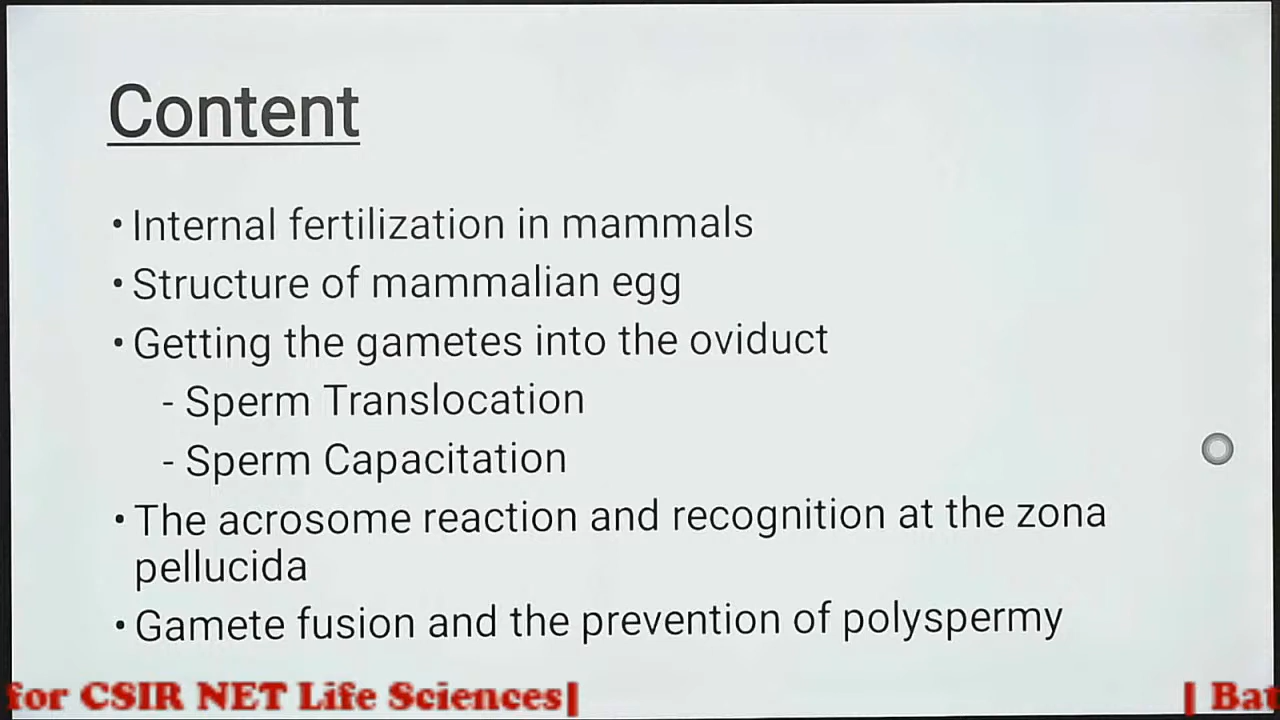 Content
• Internal fertilization in mammals
• Structure of mammalian egg
• Getting the gametes into the oviduct
- Sperm Translocation
- Sperm Capacitation
• The acrosome reaction and recognition at the zona
pellucida
• Gamete fusion and the prevention of polyspermy
for CSIR NET Life Sciences| |